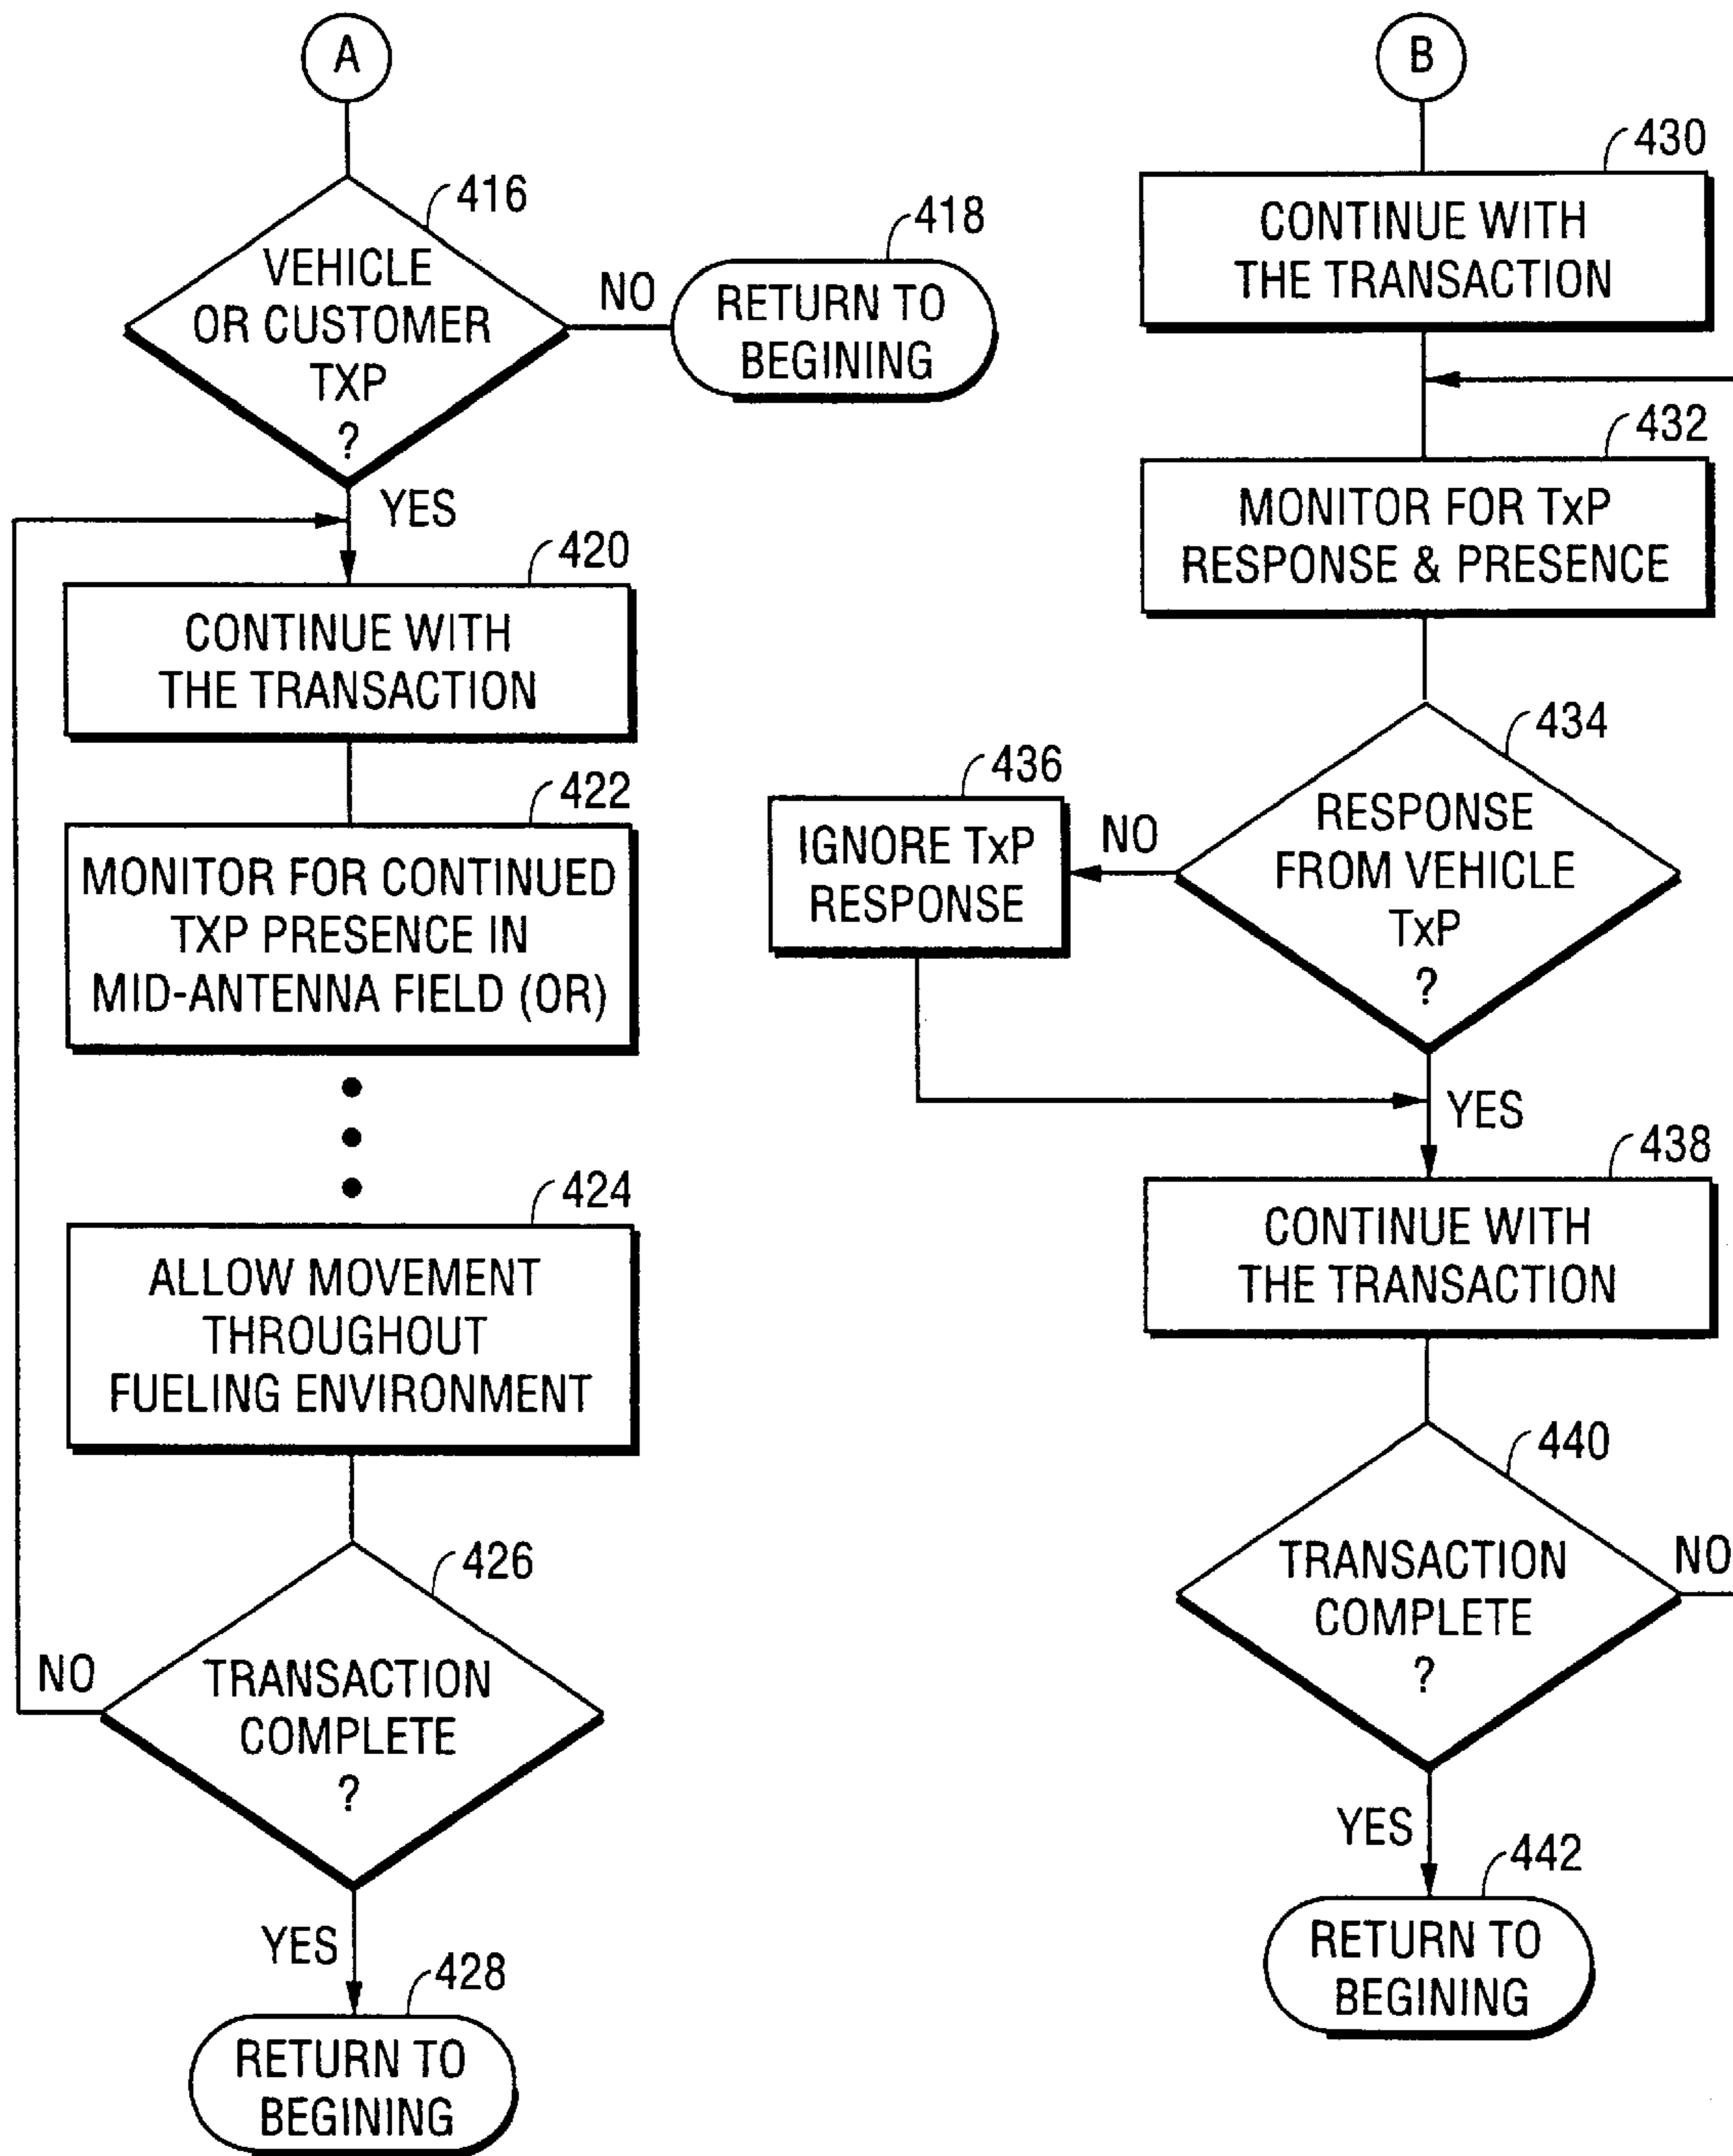 A
416
VEHICLE
OR CUSTOMER
TXP
?
NO
418
RETURN TO
BEGINING
YES
420
CONTINUE WITH
THE TRANSACTION
422
MONITOR FOR CONTINUED
TXP PRESENCE IN
MID-ANTENNA FIELD (OR)
424
ALLOW MOVEMENT
THROUGHOUT
FUELING ENVIRONMENT
426
TRANSACTION
COMPLETE
?
NO
YES
428
RETURN TO
BEGINING
B
430
CONTINUE WITH
THE TRANSACTION
432
MONITOR FOR TxP
RESPONSE & PRESENCE
434
RESPONSE
FROM VEHICLE
TxP
?
NO
436
IGNORE TxP
RESPONSE
YES
438
CONTINUE WITH
THE TRANSACTION
440
TRANSACTION
COMPLETE
?
NO
YES
442
RETURN TO
BEGINING